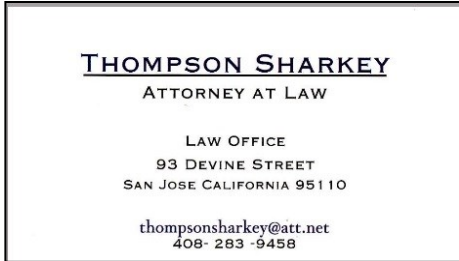 THOMPSON SHARKEY
ATTORNEY AT LAW
LAW OFFICE
93 DEVINE STREET
SAN JOSE CALIFORNIA 95110
thompsonsharkey@att.net
408- 283 -9458